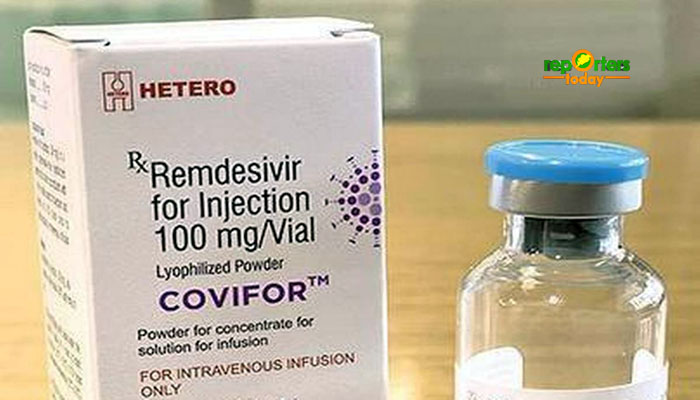 HETERO
HETERO
Rx Remdesivir
for Injection
100 mg/Vial
Lyophilized Powder
COVIFOR™
Powder for concentrate for
solution for infusion
FOR INTRAVENOUS INFUSION
ONLY
reporters
today